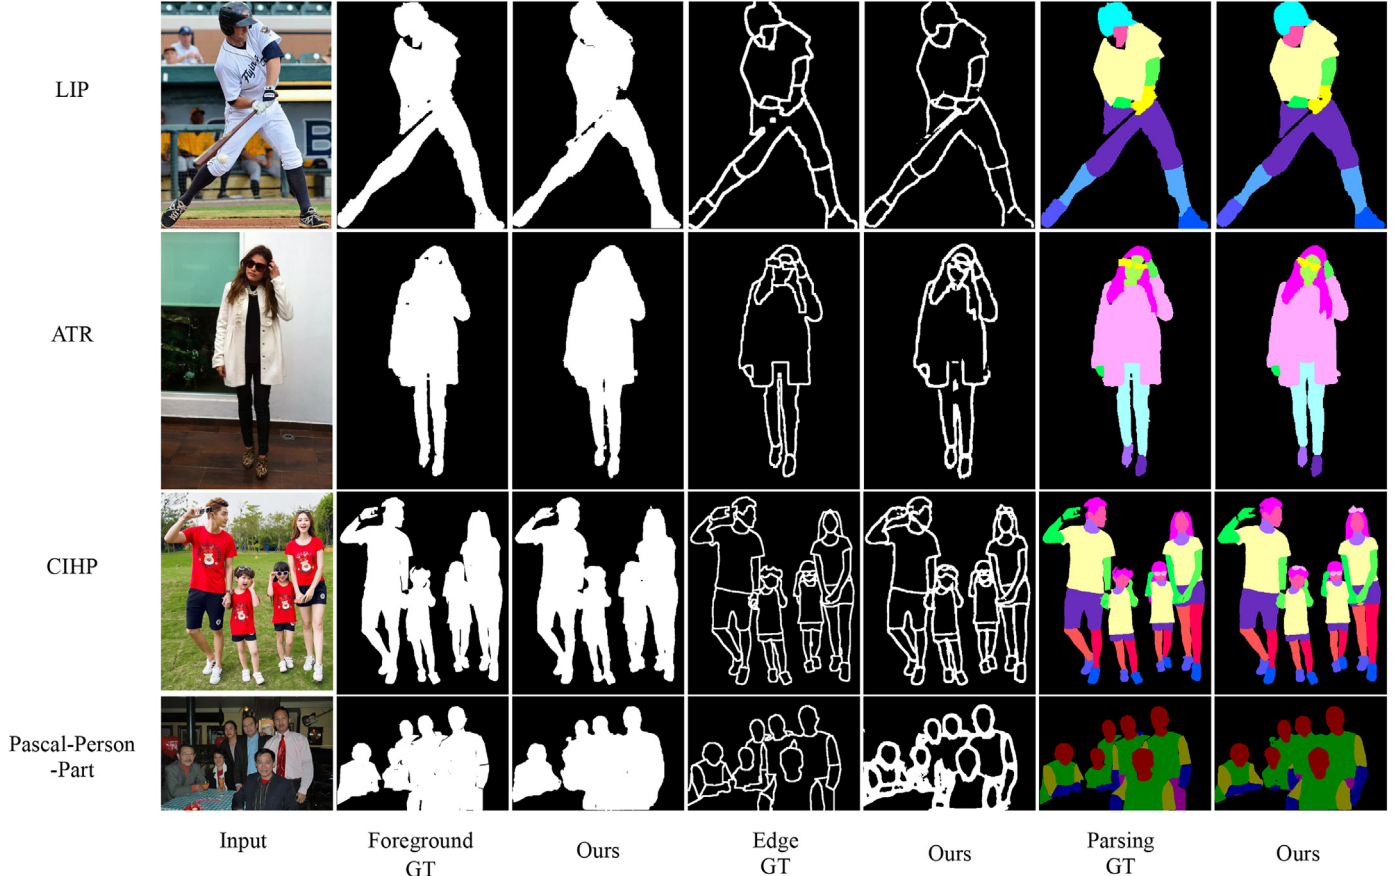 LIP
ATR
CIHP
Pascal-Person
-Part
Input
Foreground
GT
Ours
Edge
GT
Ours
Parsing
GT
Ours